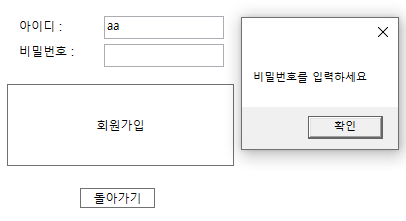 아이디 : aa
비밀번호 :
회원가입
돌아가기
비밀번호를 입력하세요
확인